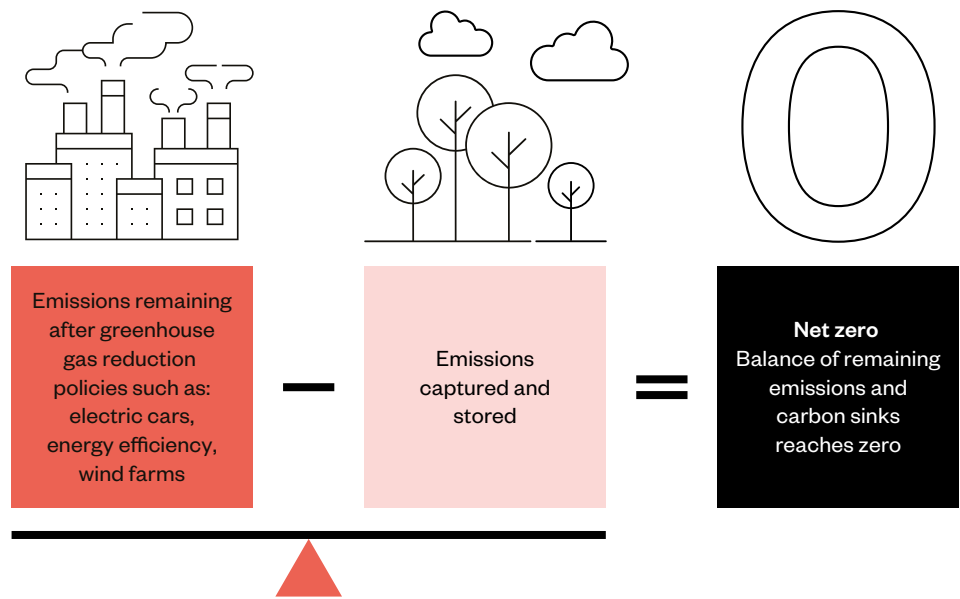 Emissions remaining
after greenhouse
gas reduction
policies such as:
electric cars,
energy efficiency,
wind farms
—
Emissions
captured and
stored
=
0
Net zero
Balance of remaining
emissions and
carbon sinks
reaches zero